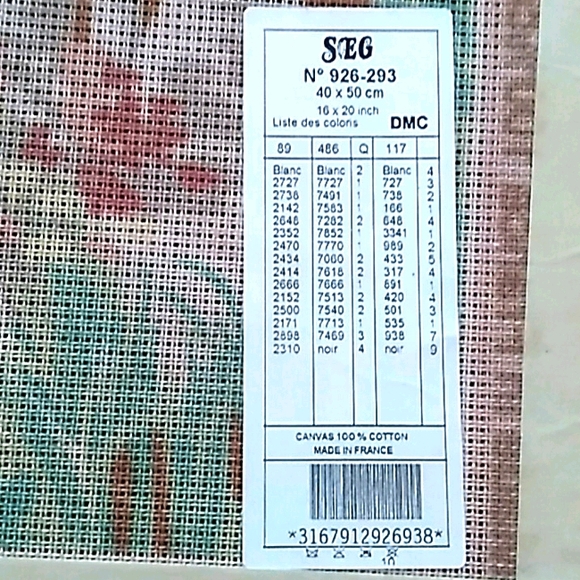 SEG
N° 926-293
40 x 50 cm
16 x 20 inch
Liste des coloris DMC
89 486 Q 117
Blanc Blanc 2 Blanc 4
2727 7727 1 727 3
2738 7491 1 738 2
2142 7583 1 166 1
2648 7282 2 648 4
2352 7852 1 3341 1
2470 7770 1 989 2
2434 7060 2 433 5
2414 7618 2 317 4
2666 7666 1 891 1
2152 7513 2 420 4
2500 7540 2 501 3
2171 7713 1 535 1
2898 7469 3 938 7
2310 noir 4 noir 9
CANVAS 100 % COTTON
MADE IN FRANCE
*3167912926938*
10